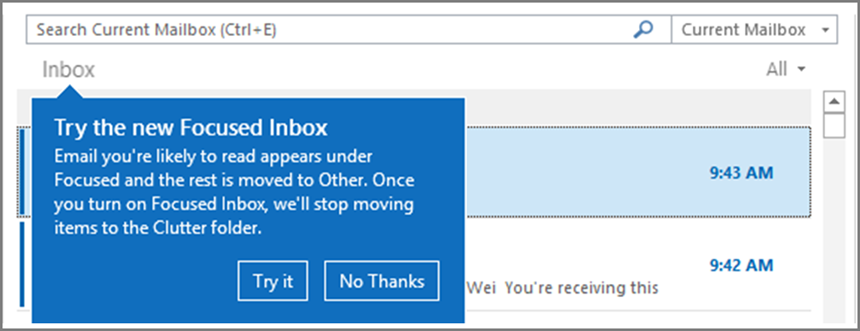 Search Current Mailbox (Ctrl+E) Current Mailbox
Inbox All
Try the new Focused Inbox
Email you're likely to read appears under
Focused and the rest is moved to Other. Once
you turn on Focused Inbox, we'll stop moving
items to the Clutter folder.
Try it No Thanks
9:43 AM
9:42 AM
Wei You're receiving this